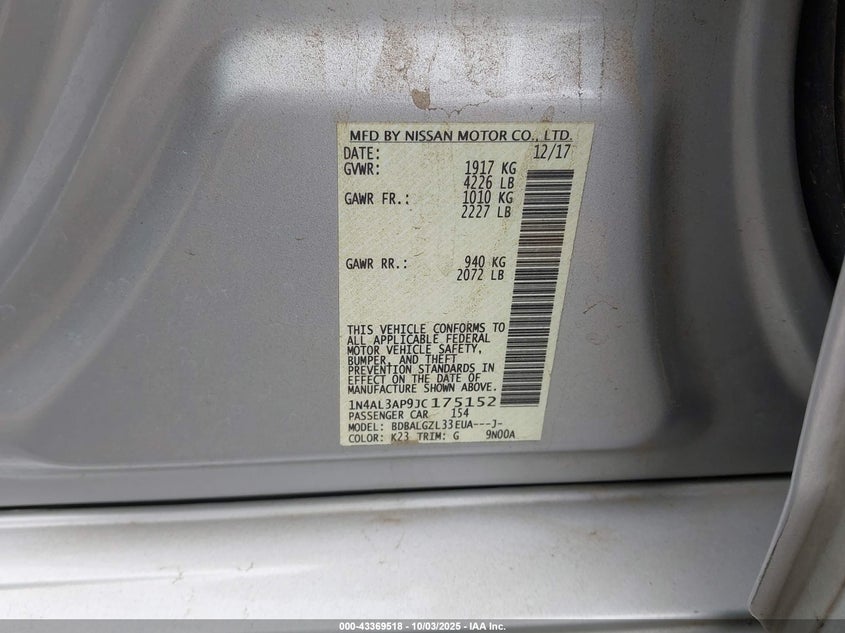 MFD BY NISSAN MOTOR CO., LTD.
DATE: 12/17
GVWR: 1917 KG
4226 LB
GAWR FR.: 1010 KG
2227 LB
GAWR RR.: 940 KG
2072 LB
THIS VEHICLE CONFORMS TO
ALL APPLICABLE FEDERAL
MOTOR VEHICLE SAFETY,
BUMPER, AND THEFT
PREVENTION STANDARDS IN
EFFECT ON THE DATE OF
MANUFACTURE SHOWN ABOVE.
1N4AL3AP9JC175152
PASSENGER CAR 154
MODEL: BDBALGZL33EUA---J-
COLOR: K23 TRIM: G 9N00A
000-43369518 - 10/03/2025 - IAA Inc.